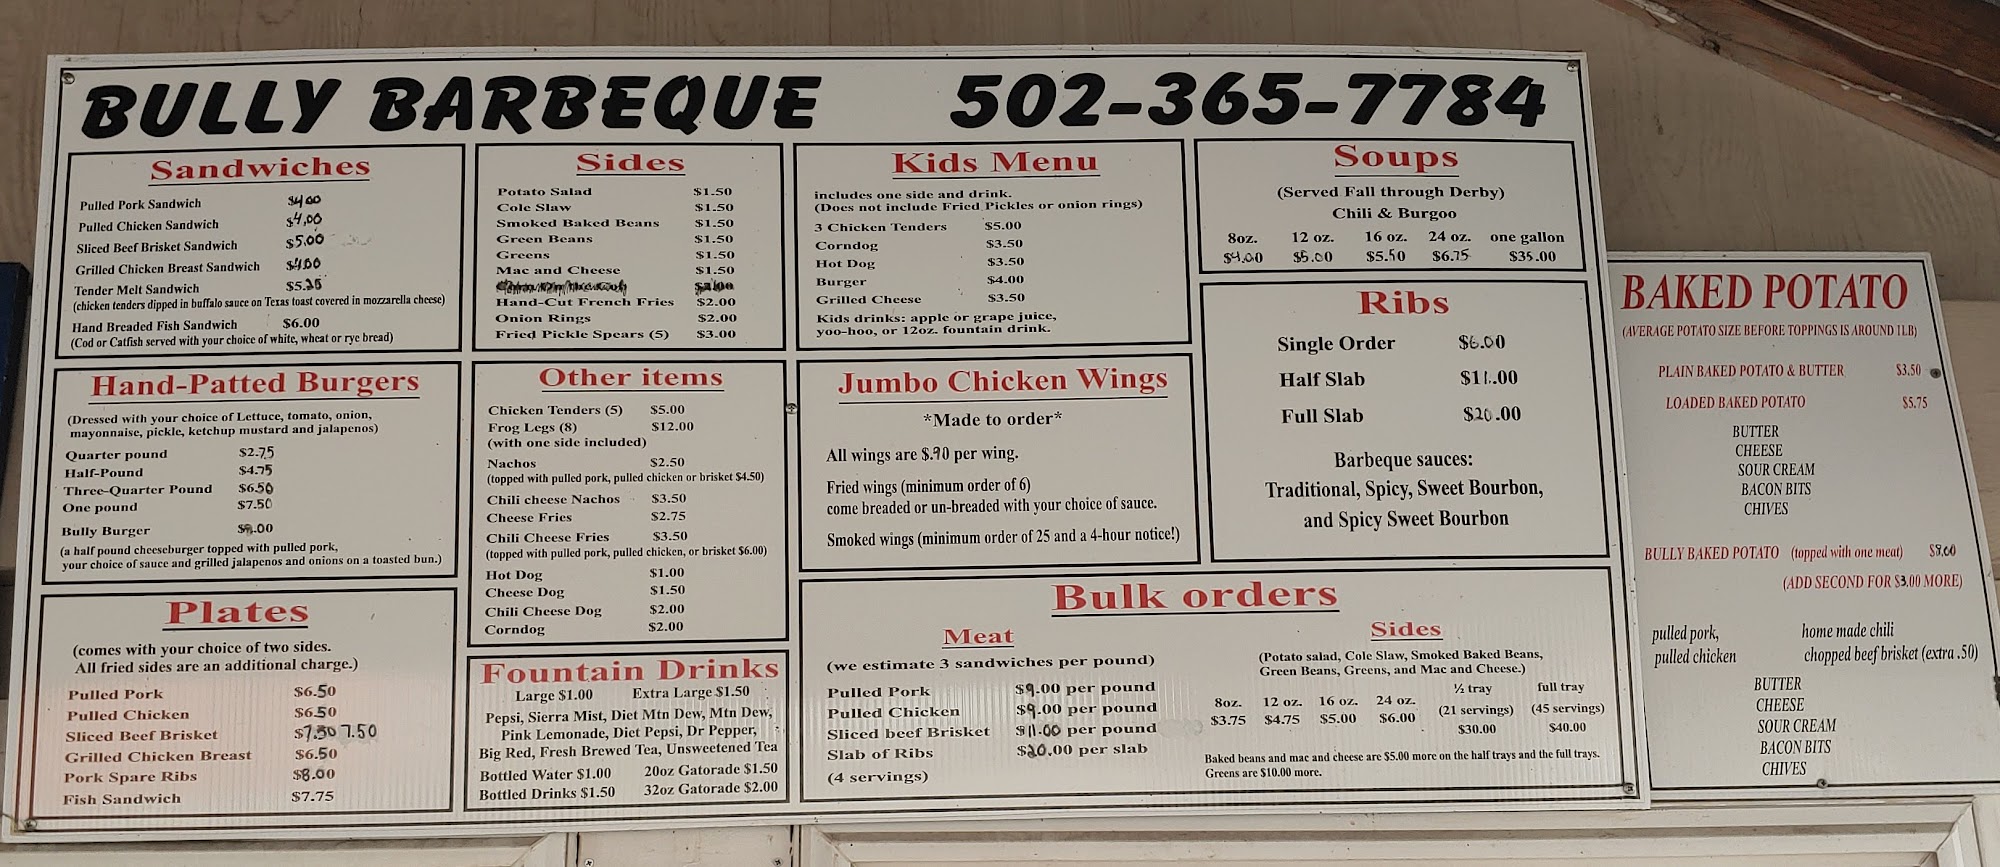 BULLY BARBEQUE 502-365-7784
Sandwiches
Pulled Pork Sandwich $4.00
Pulled Chicken Sandwich $4.00
Sliced Beef Brisket Sandwich $5.00
Grilled Chicken Breast Sandwich $4.00
Tender Melt Sandwich $5.25
(chicken tenders dipped in buffalo sauce on Texas toast covered in mozzarella cheese)
Hand Breaded Fish Sandwich $6.00
(Cod or Catfish served with your choice of white, wheat or rye bread)
Hand-Patted Burgers
(Dressed with your choice of Lettuce, tomato, onion,
mayonnaise, pickle, ketchup mustard and jalapenos)
Quarter pound $2.75
Half-Pound $4.75
Three-Quarter Pound $6.50
One pound $7.50
Bully Burger
(a half pound cheeseburger topped with pulled pork,
your choice of sauce and grilled jalapenos and onions on a toasted bun.)
Plates
(comes with your choice of two sides.
All fried sides are an additional charge.)
Pulled Pork $6.50
Pulled Chicken $6.50
Sliced Beef Brisket $7.50 7.50
Grilled Chicken Breast $6.50
Pork Spare Ribs $8.00
Fish Sandwich $7.75
Sides
Potato Salad $1.50
Cole Slaw $1.50
Smoked Baked Beans $1.50
Green Beans $1.50
Greens $1.50
Mac and Cheese $1.50
Hand-Cut French Fries $2.00
Onion Rings $2.00
Fried Pickle Spears (5) $3.00
Other items
Chicken Tenders (5) $5.00
Frog Legs (8) $12.00
(with one side included)
Nachos $2.50
(topped with pulled pork, pulled chicken or brisket $4.50)
Chili cheese Nachos $3.50
Cheese Fries $2.75
Chili Cheese Fries $3.50
(topped with pulled pork, pulled chicken, or brisket $6.00)
Hot Dog $1.00
Cheese Dog $1.50
Chili Cheese Dog $2.00
Corndog $2.00
Fountain Drinks
Large $1.00 Extra Large $1.50
Pepsi, Sierra Mist, Diet Mtn Dew, Mtn Dew,
Pink Lemonade, Diet Pepsi, Dr Pepper,
Big Red, Fresh Brewed Tea, Unsweetened Tea
Bottled Water $1.00 20oz Gatorade $1.50
Bottled Drinks $1.50 32oz Gatorade $2.00
Kids Menu
includes one side and drink.
(Does not include Fried Pickles or onion rings)
3 Chicken Tenders $5.00
Corndog $3.50
Hot Dog $3.50
Burger $4.00
Grilled Cheese $3.50
Kids drinks: apple or grape juice,
yoo-hoo, or 12oz. fountain drink.
Jumbo Chicken Wings
*Made to order*
All wings are $.90 per wing.
Fried wings (minimum order of 6)
come breaded or un-breaded with your choice of sauce.
Smoked wings (minimum order of 25 and a 4-hour notice!)
Soups
(Served Fall through Derby)
Chili & Burgoo
8oz. 12 oz. 16 oz. 24 oz. one gallon
$4.00 $5.00 $5.50 $6.75 $35.00
Ribs
Single Order $6.00
Half Slab $11.00
Full Slab $20.00
Barbeque sauces:
Traditional, Spicy, Sweet Bourbon,
and Spicy Sweet Bourbon
Bulk orders
Meat
(we estimate 3 sandwiches per pound)
Pulled Pork $9.00 per pound
Pulled Chicken $9.00 per pound
Sliced beef Brisket $11.00 per pound
Slab of Ribs $20.00 per slab
(4 servings)
Sides
(Potato salad, Cole Slaw, Smoked Baked Beans,
Green Beans, Greens, and Mac and Cheese.)
8oz. 12 oz. 16 oz. 24 oz. ½ tray full tray
(21 servings) (45 servings)
$3.75 $4.75 $5.00 $6.00 $30.00 $40.00
Baked beans and mac and cheese are $5.00 more on the half trays and the full trays.
Greens are $10.00 more.
BAKED POTATO
(AVERAGE POTATO SIZE BEFORE TOPPINGS IS AROUND 1LB)
PLAIN BAKED POTATO & BUTTER $3.50
LOADED BAKED POTATO $5.75
BUTTER
CHEESE
SOUR CREAM
BACON BITS
CHIVES
BULLY BAKED POTATO (topped with one meat) $8.00
(ADD SECOND FOR $3.00 MORE)
pulled pork, home made chili
pulled chicken chopped beef brisket (extra .50)
BUTTER
CHEESE
SOUR CREAM
BACON BITS
CHIVES